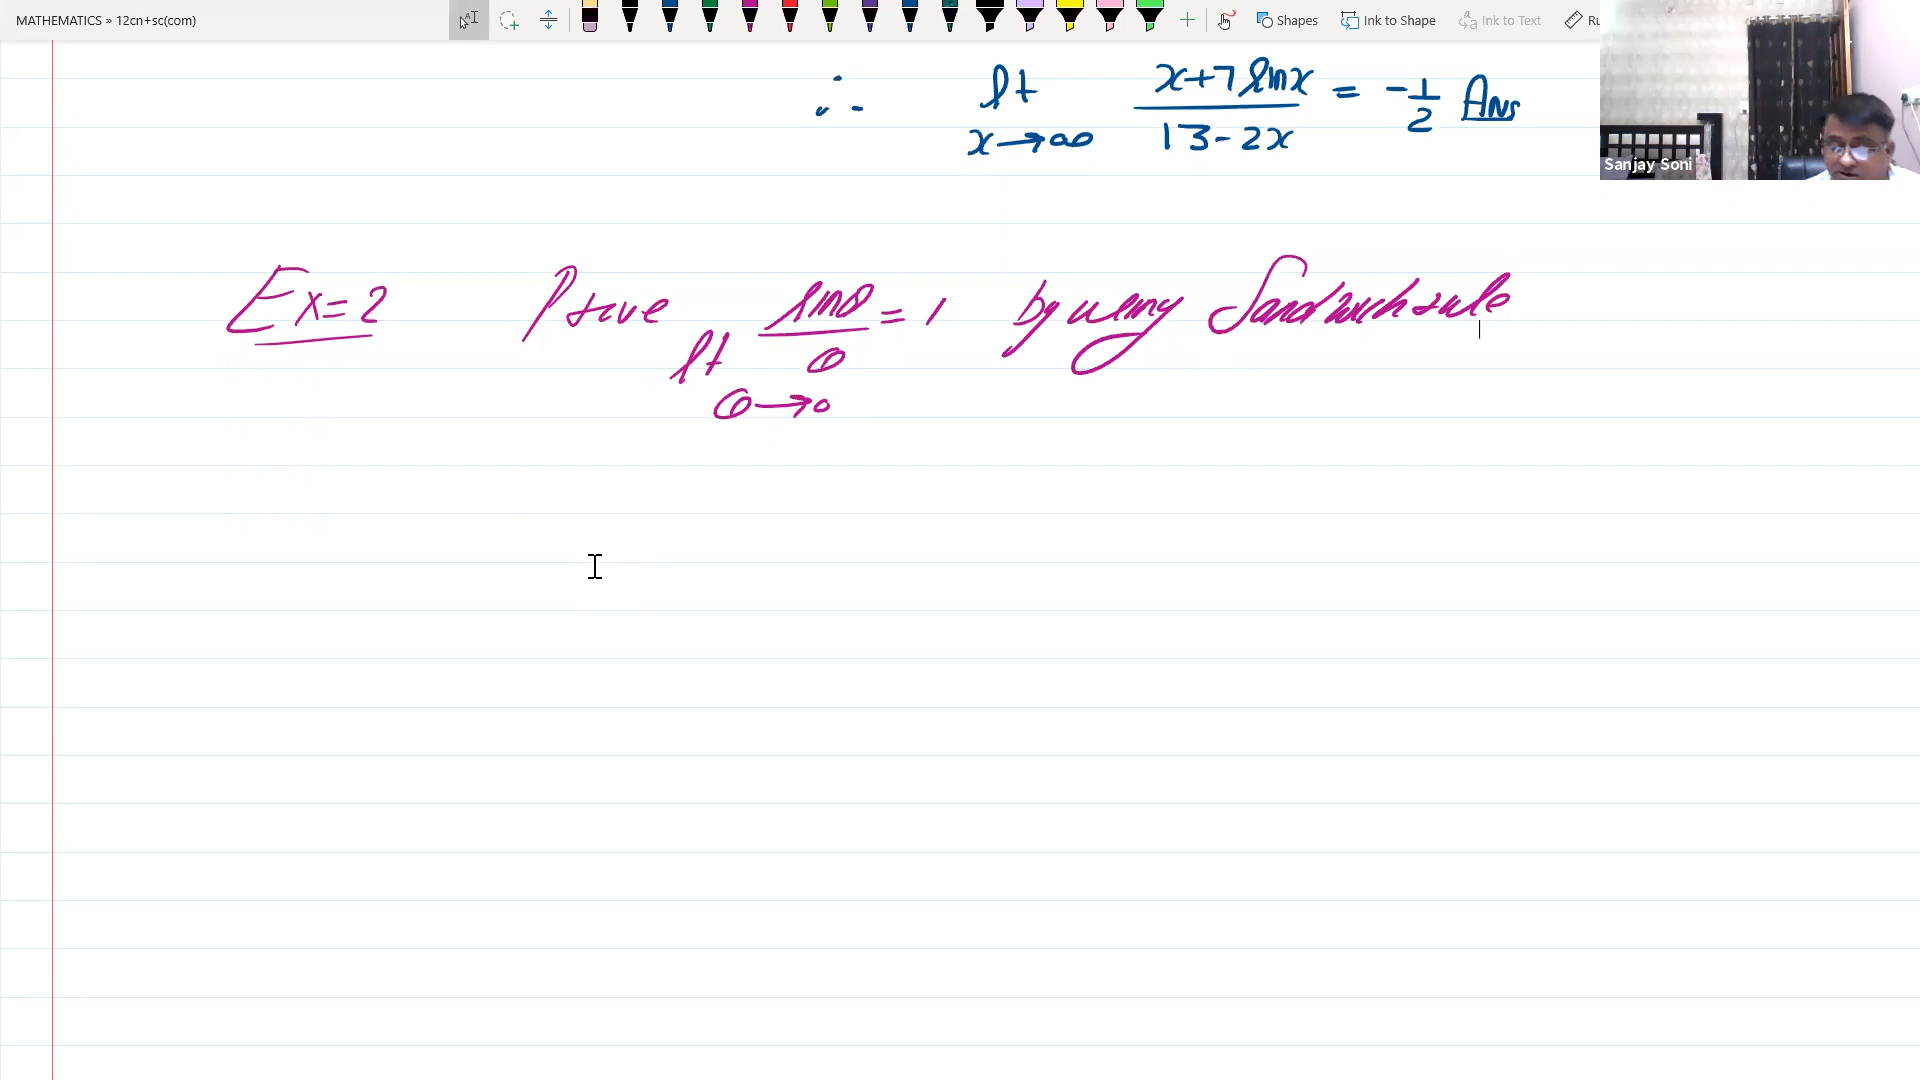 MATHEMATICS » 12cn+sc(com)
Shapes
Ink to Shape
Ink to Text
Ru
∴ lt x→∞ x+7sinx / 13-2x = -1/2 Ans
Sanjay Soni
Ex=2 Prove lt θ→0 sinθ/θ = 1 by using Sandwich rule